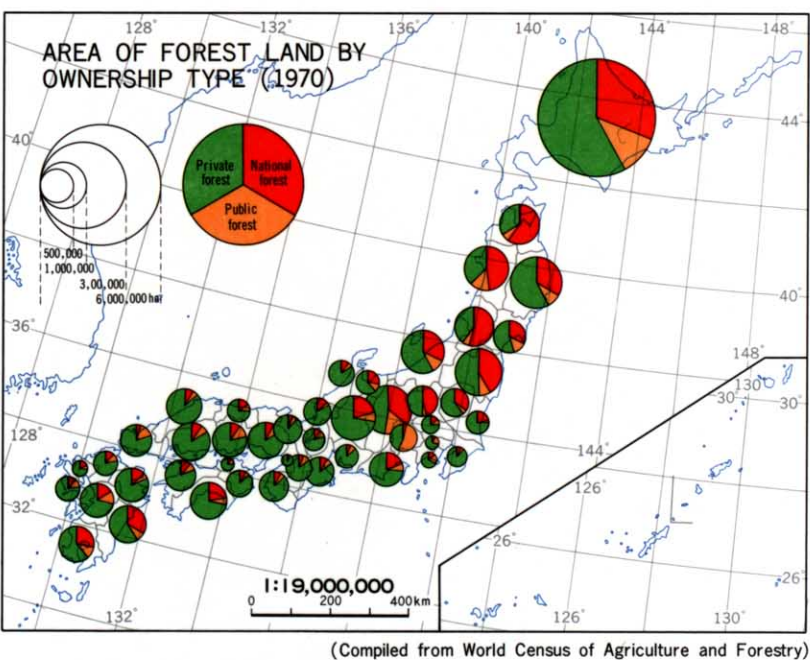 128°
132°
136°
140°
144°
148°
AREA OF FOREST LAND BY
OWNERSHIP TYPE (1970)
44°
40°
Private
forest
National
forest
Public
forest
500,000
1,000,000
3,00,000
6,000,000 har
40°
36°
148°
30°
130°
30°
128°
144°
126°
32°
26°
26°
1:19,000,000
0 200 400km
132°
126°
130°
(Compiled from World Census of Agriculture and Forestry)